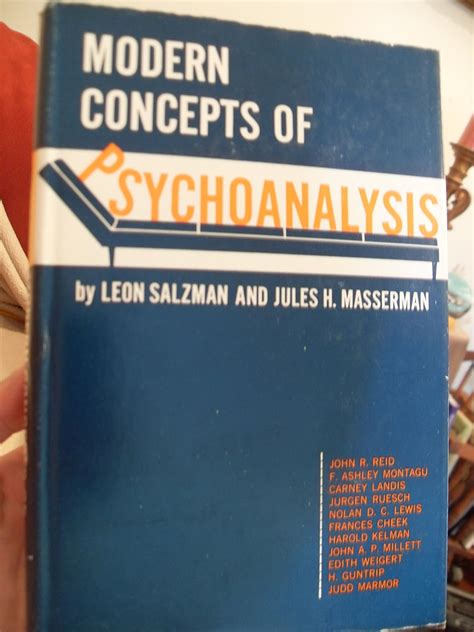 MODERN
CONCEPTS OF
PSYCHOANALYSIS
by LEON SALZMAN AND JULES H. MASSERMAN
JOHN R. REID
F. ASHLEY MONTAGU
CARNEY LANDIS
JURGEN RUESCH
NOLAN D. C. LEWIS
FRANCES CHEEK
HAROLD KELMAN
JOHN A. P. MILLETT
EDITH WEIGERT
H. GUNTRIP
JUDD MARMOR